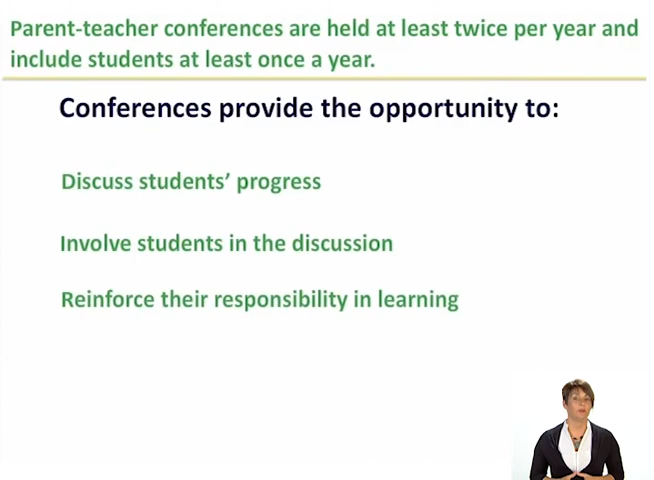 Parent-teacher conferences are held at least twice per year and
include students at least once a year.
Conferences provide the opportunity to:
Discuss students’ progress
Involve students in the discussion
Reinforce their responsibility in learning